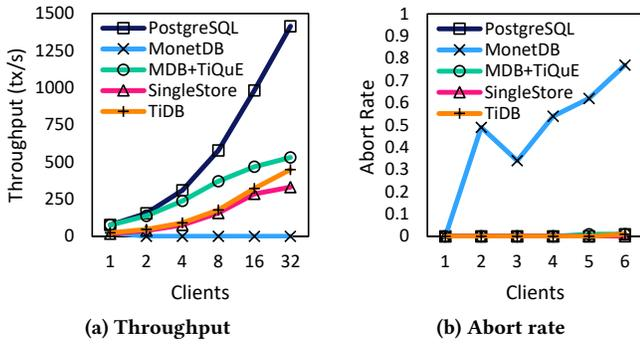 1500
1250
1000
750
500
250
0
Throughput (tx/s)
PostgreSQL
MonetDB
MDB+TiQuE
SingleStore
TiDB
1 2 4 8 16 32
Clients
(a) Throughput
1
0.9
0.8
0.7
0.6
0.5
0.4
0.3
0.2
0.1
0
Abort Rate
PostgreSQL
MonetDB
MDB+TiQuE
SingleStore
TiDB
1 2 3 4 5 6
Clients
(b) Abort rate